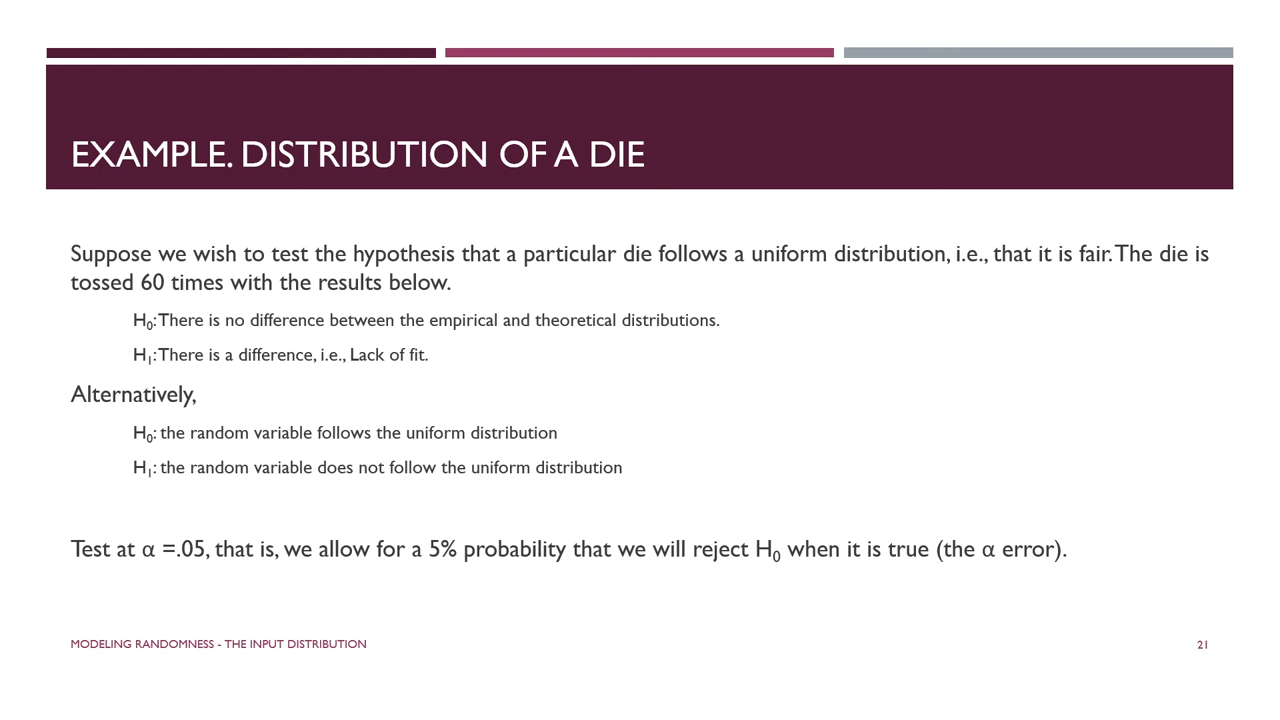 EXAMPLE. DISTRIBUTION OF A DIE
Suppose we wish to test the hypothesis that a particular die follows a uniform distribution, i.e., that it is fair. The die is
tossed 60 times with the results below.
H₀: There is no difference between the empirical and theoretical distributions.
H₁: There is a difference, i.e., Lack of fit.
Alternatively,
H₀: the random variable follows the uniform distribution
H₁: the random variable does not follow the uniform distribution
Test at α =.05, that is, we allow for a 5% probability that we will reject H₀ when it is true (the α error).
MODELING RANDOMNESS - THE INPUT DISTRIBUTION
21